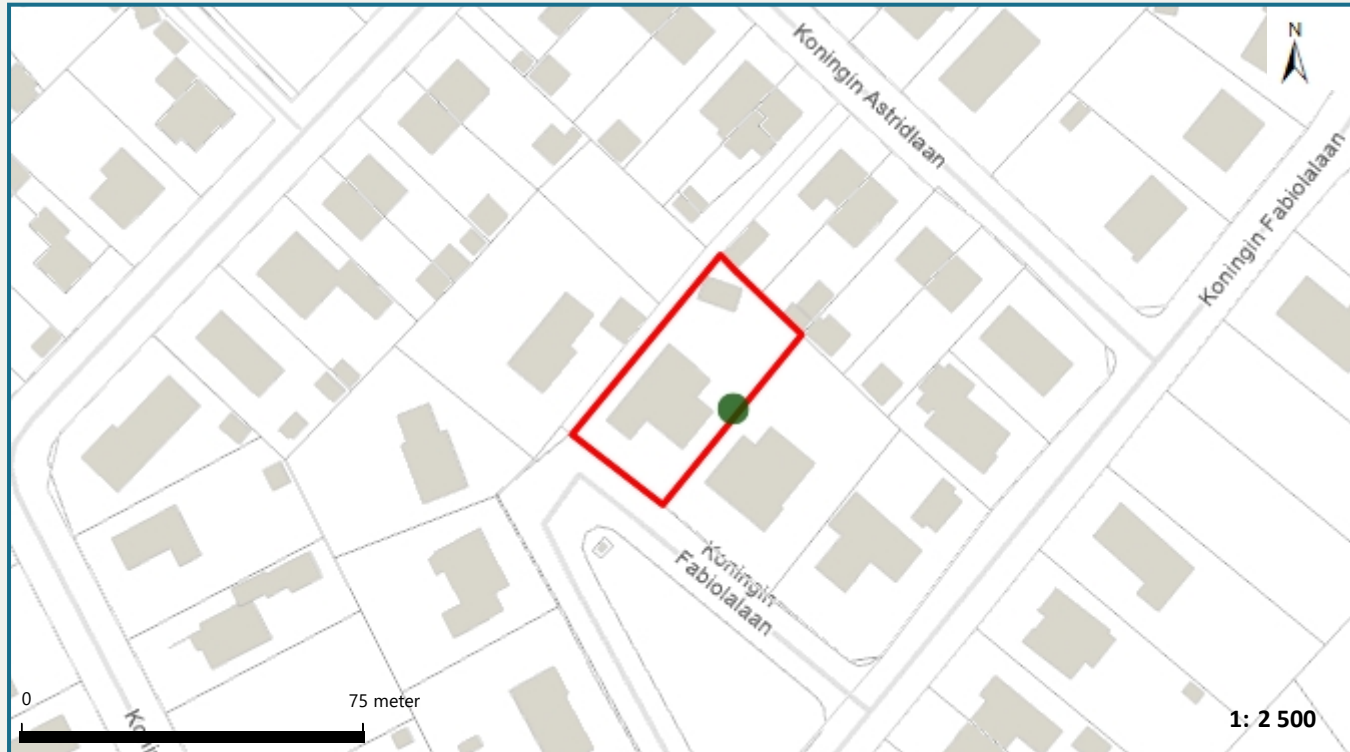 N
Koningin Astridlaan
Koningin Fabiolalaan
Koningin
Fabiolalaan
0
75 meter
1: 2 500